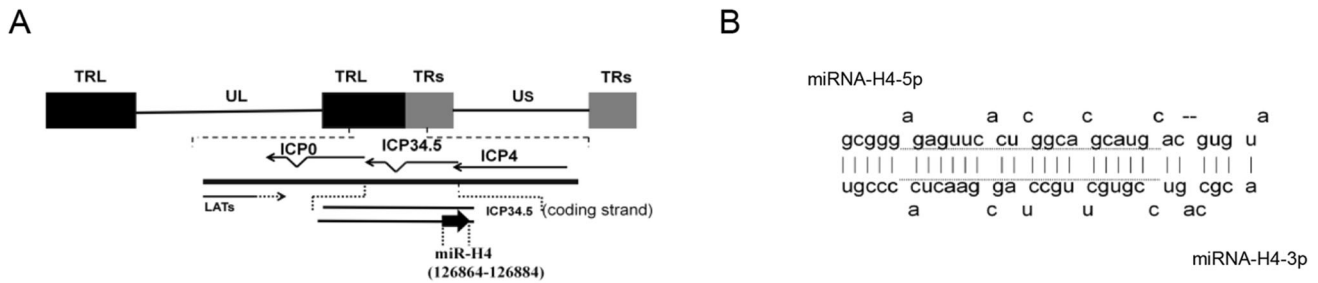 A
TRL
UL
TRL
TRs
US
TRs
ICP0
ICP34.5
ICP4
LATs
ICP34.5 (coding strand)
miR-H4
(126864-126884)
B
miRNA-H4-5p
a a c c c -- a
gcggg gaguuc cu ggca gcaug ac gug u
ugccc cucaag ga ccgu cgugc ug cgc a
a c u u c ac
miRNA-H4-3p